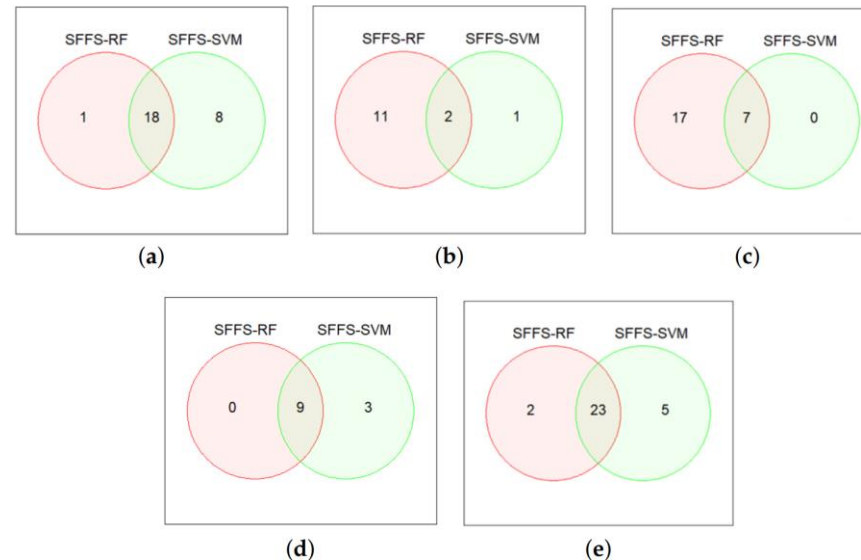 SFFS-RF SFFS-SVM
1 18 8
(a)
SFFS-RF SFFS-SVM
11 2 1
(b)
SFFS-RF SFFS-SVM
17 7 0
(c)
SFFS-RF SFFS-SVM
0 9 3
(d)
SFFS-RF SFFS-SVM
2 23 5
(e)